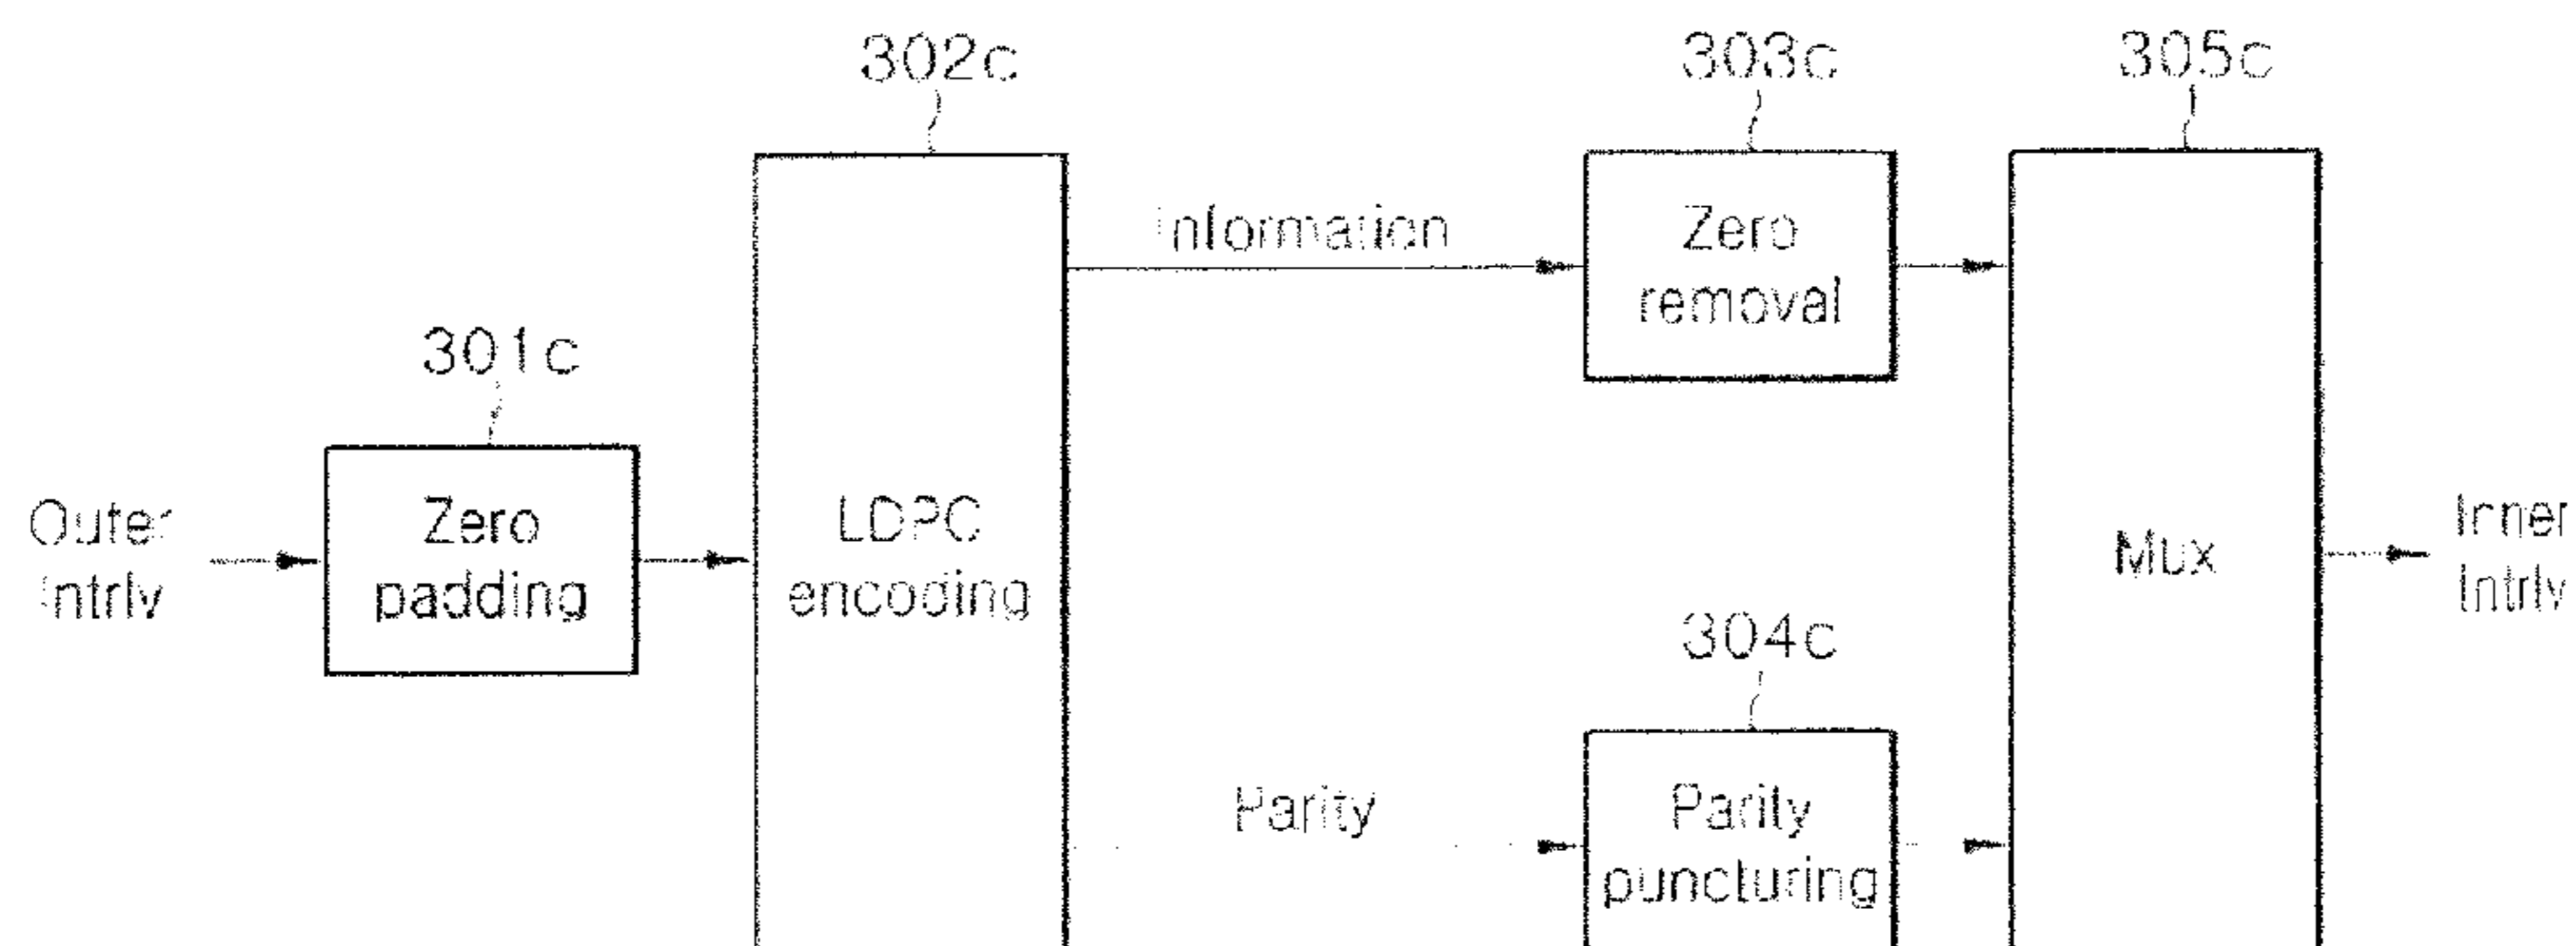 302c
303c
305c
Information
Zero
removal
301c
Outer
Intrlv
Zero
padding
LDPC
encoding
Mux
Inner
Intrlv
304c
Parity
Parity
puncturing